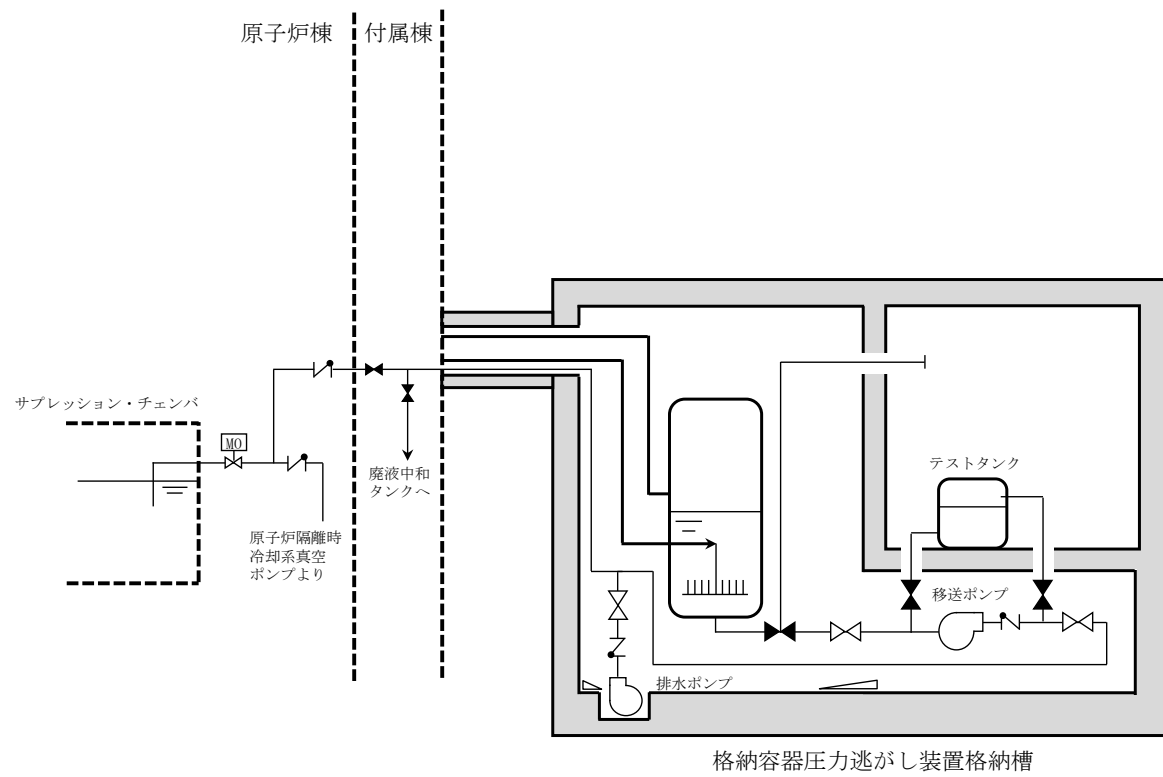 原子炉棟
付属棟
サプレッション・チェンバ
MO
廃液中和
タンクへ
テストタンク
原子炉隔離時
冷却系真空
ポンプより
移送ポンプ
排水ポンプ
格納容器圧力逃がし装置格納槽